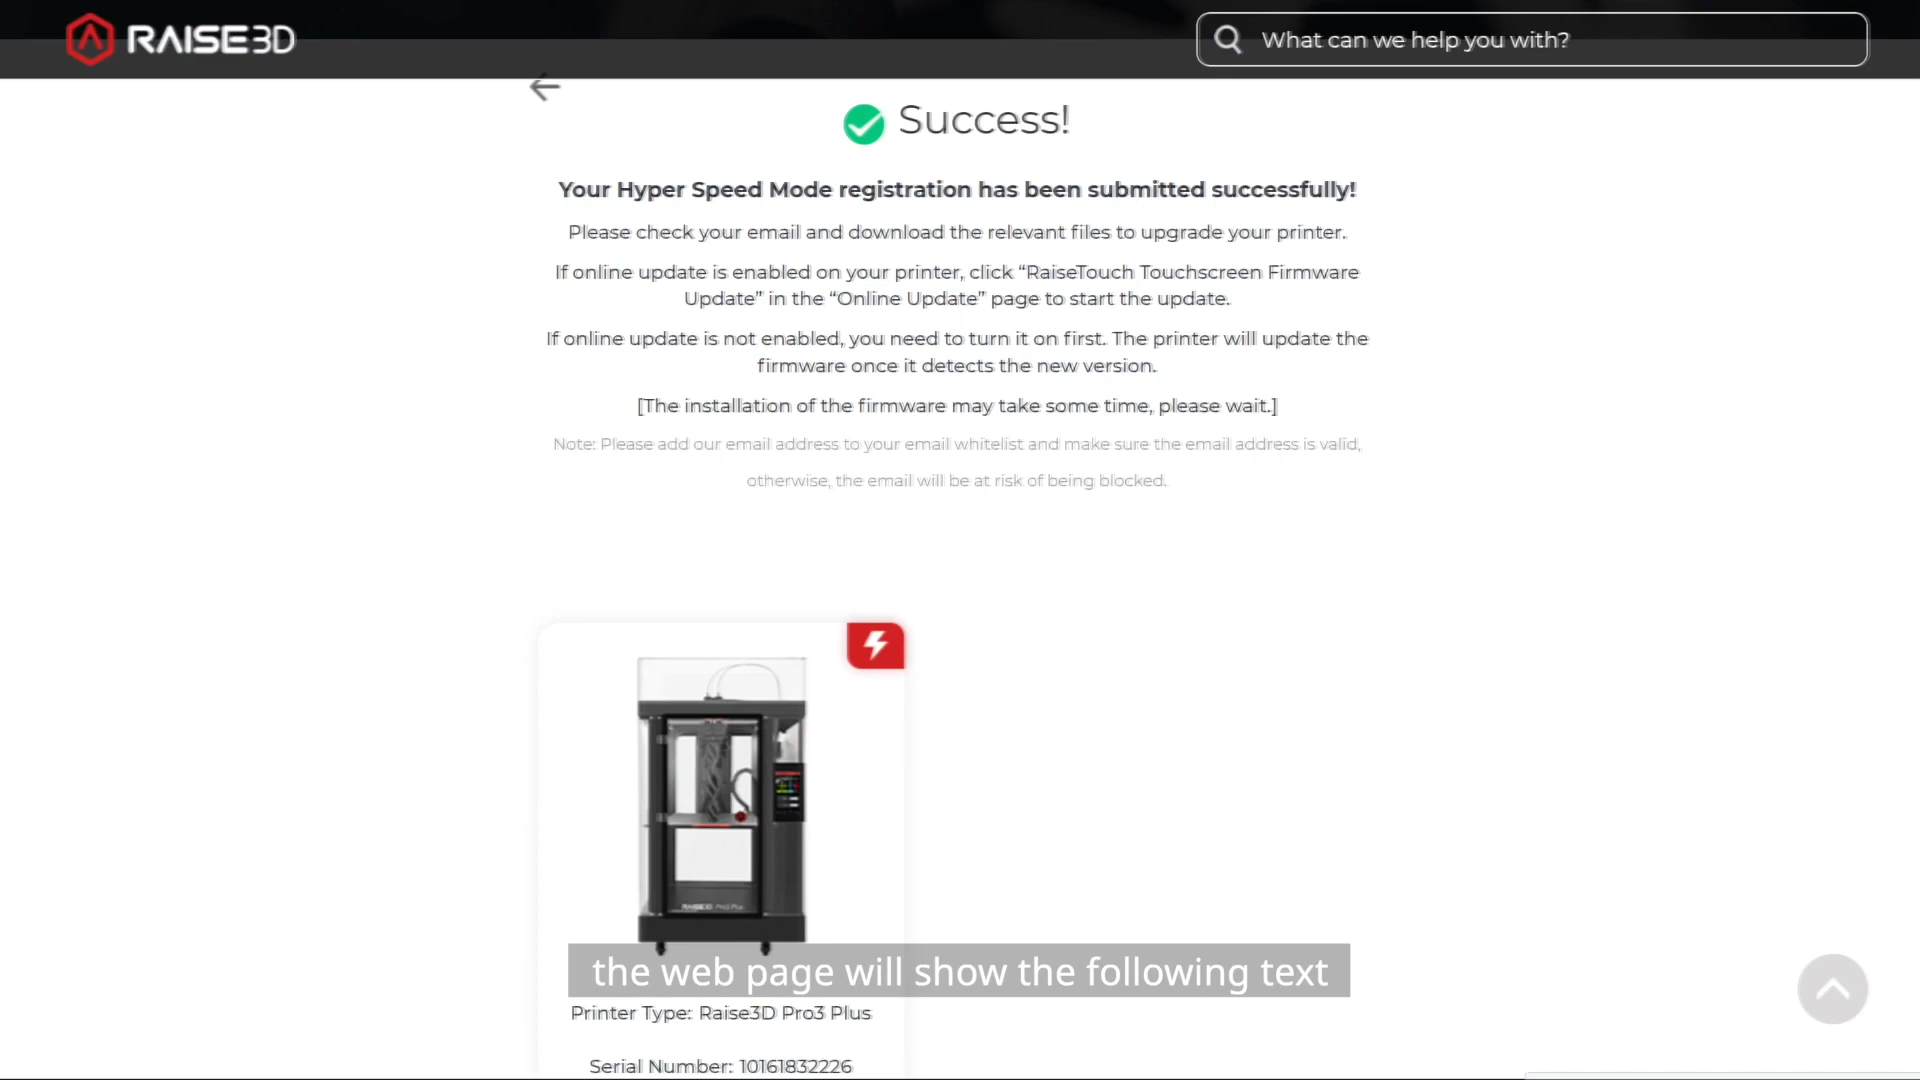 RAISE3D
What can we help you with?
Success!
Your Hyper Speed Mode registration has been submitted successfully!
Please check your email and download the relevant files to upgrade your printer.
If online update is enabled on your printer, click “RaiseTouch Touchscreen Firmware
Update” in the “Online Update” page to start the update.
If online update is not enabled, you need to turn it on first. The printer will update the
firmware once it detects the new version.
[The installation of the firmware may take some time, please wait.]
Note: Please add our email address to your email whitelist and make sure the email address is valid,
otherwise, the email will be at risk of being blocked.
RAISE3D Pro3 Plus
the web page will show the following text
Printer Type: Raise3D Pro3 Plus
Serial Number: 10161832226